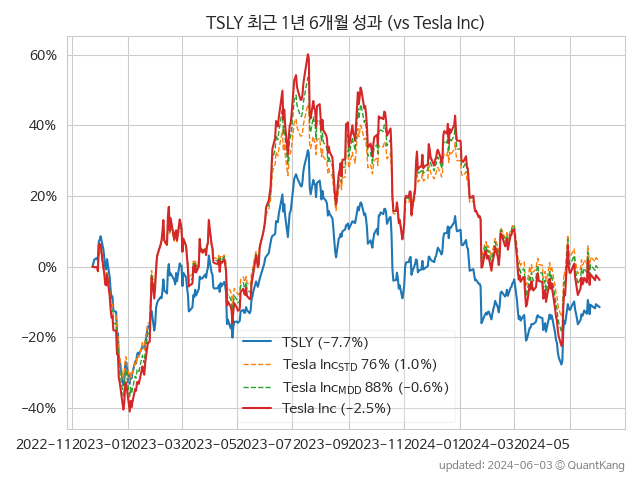 TSLY 최근 1년 6개월 성과 (vs Tesla Inc)
60%
40%
20%
0%
−20%
−40%
TSLY (−7.7%)
Tesla IncSTD 76% (1.0%)
Tesla IncMDD 88% (−0.6%)
Tesla Inc (−2.5%)
2022−11 2023−01 2023−03 2023−05 2023−07 2023−09 2023−11 2024−01 2024−03 2024−05
updated: 2024-06-03 © QuantKang